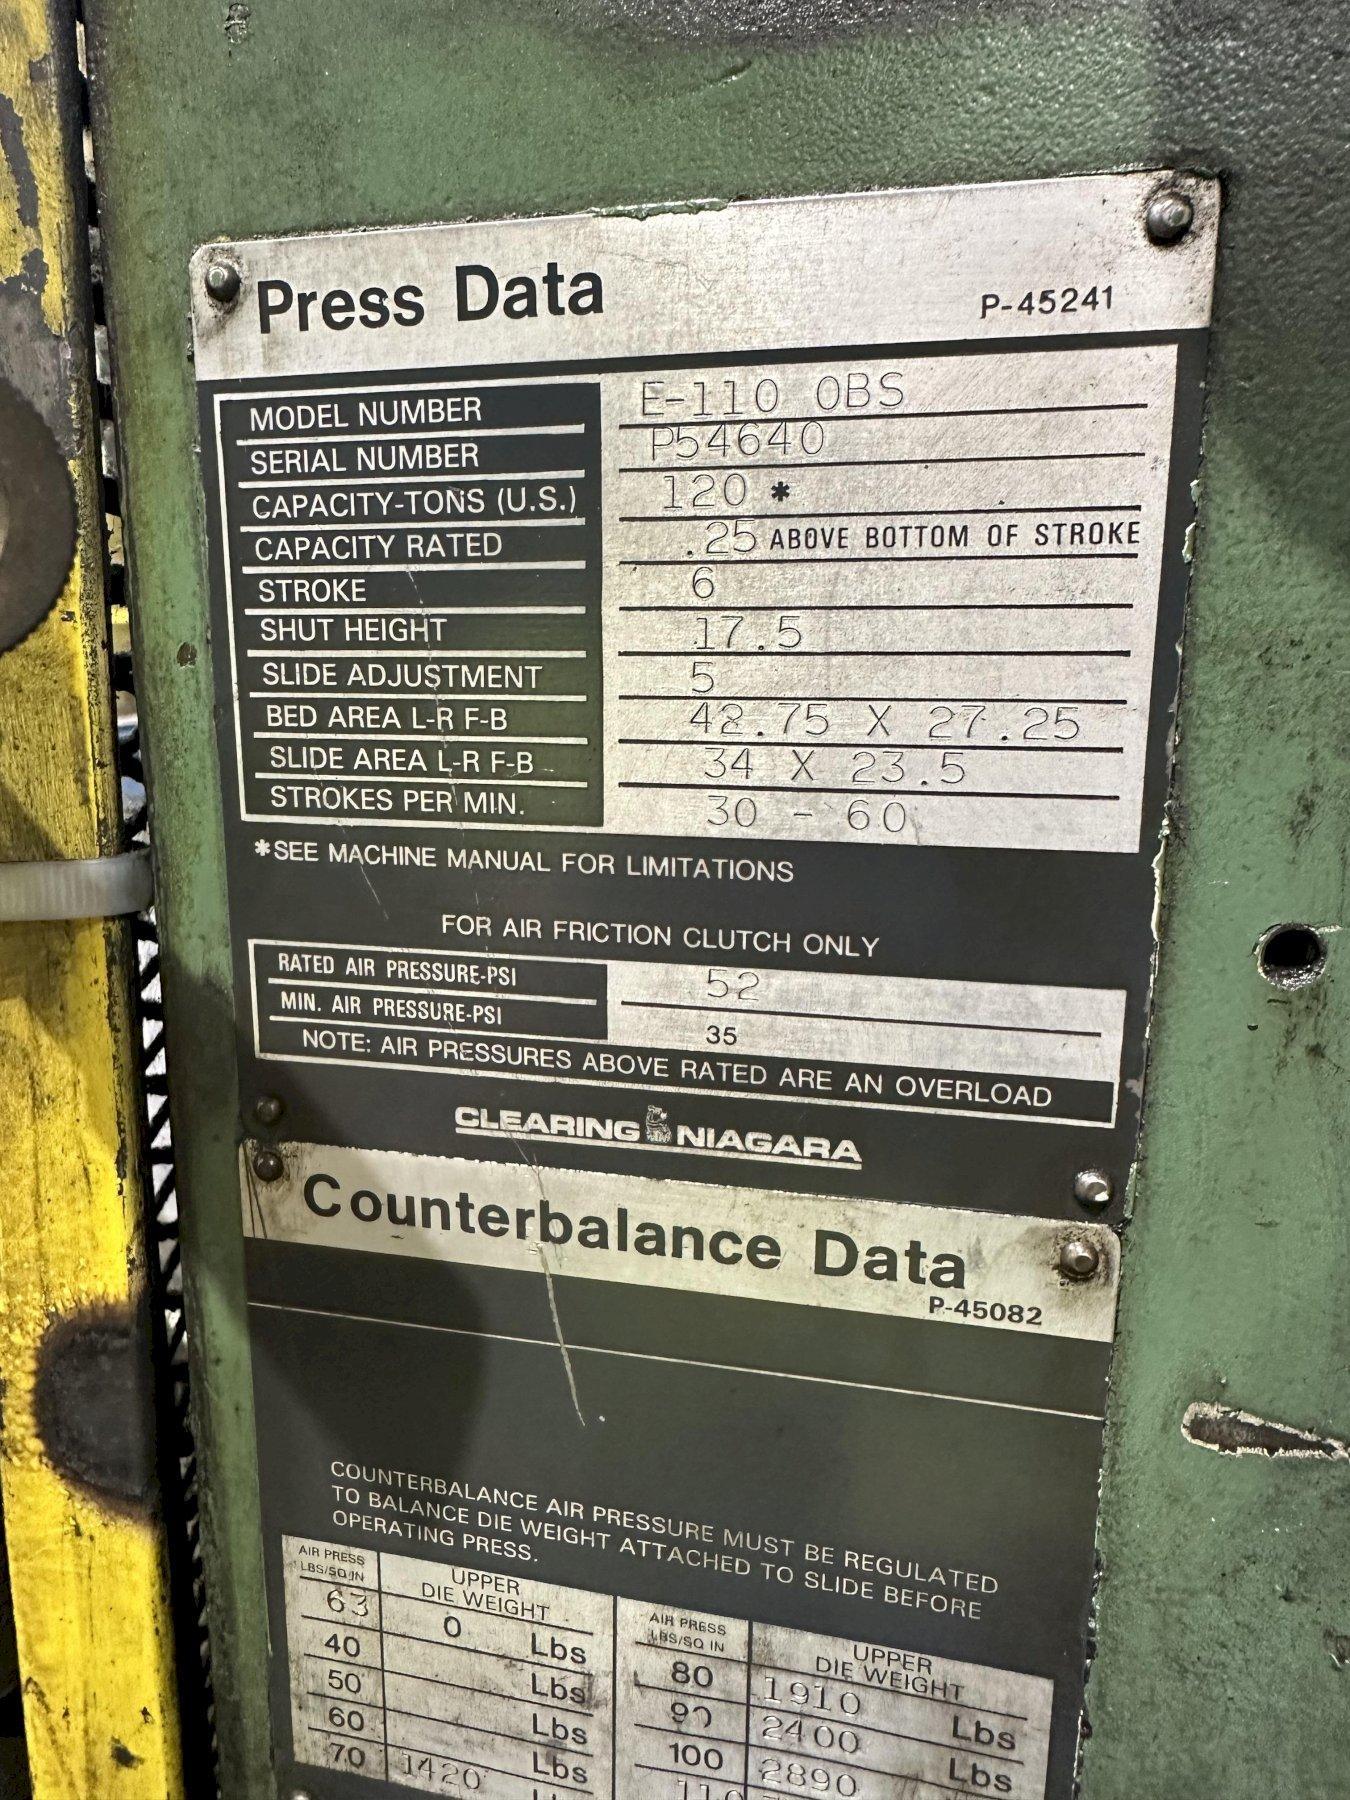 Press Data P-45241
MODEL NUMBER E-110 OBS
SERIAL NUMBER P54640
CAPACITY-TONS (U.S.) 120 *
CAPACITY RATED .25 ABOVE BOTTOM OF STROKE
STROKE 6
SHUT HEIGHT 17.5
SLIDE ADJUSTMENT 5
BED AREA L-R F-B 42.75 X 27.25
SLIDE AREA L-R F-B 34 X 23.5
STROKES PER MIN. 30 - 60
*SEE MACHINE MANUAL FOR LIMITATIONS
FOR AIR FRICTION CLUTCH ONLY
RATED AIR PRESSURE-PSI 52
MIN. AIR PRESSURE-PSI 35
NOTE: AIR PRESSURES ABOVE RATED ARE AN OVERLOAD
CLEARING NIAGARA
Counterbalance Data
P-45082
COUNTERBALANCE AIR PRESSURE MUST BE REGULATED
TO BALANCE DIE WEIGHT ATTACHED TO SLIDE BEFORE
OPERATING PRESS.
AIR PRESS
LBS/SQ IN
UPPER
DIE WEIGHT
63 0 Lbs
40 Lbs
50 Lbs
60 Lbs
70 1420
AIR PRESS
LBS/SQ IN
UPPER
DIE WEIGHT
80 1910 Lbs
90 2400 Lbs
100 2890
110